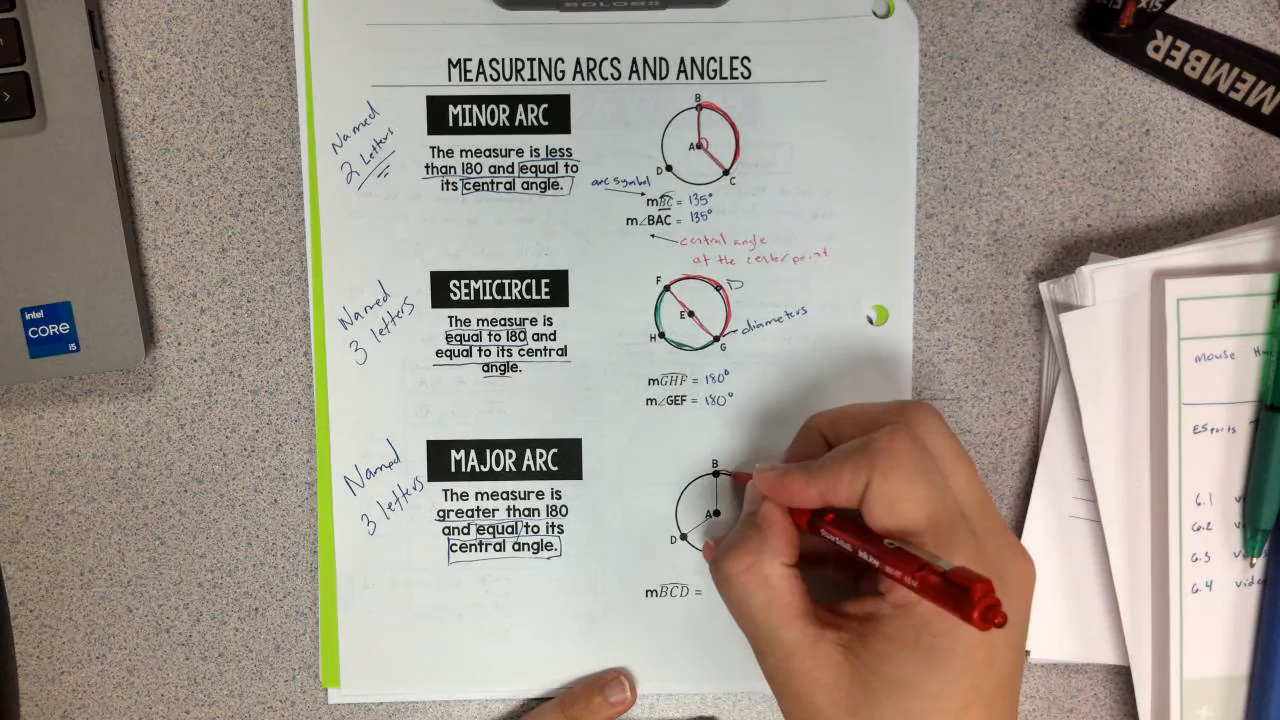 SOLO
MEASURING ARCS AND ANGLES
Named
2 Letters
MINOR ARC
The measure is less
than 180 and equal to
its central angle.
B
A
D
C
arc symbol
mBC = 135°
m∠BAC = 135°
central angle
at the center point
Named
3 letters
SEMICIRCLE
The measure is
equal to 180 and
equal to its central
angle.
F
D
E
H
G
diameters
mGHF = 180°
m∠GEF = 180°
Named
3 letters
MAJOR ARC
The measure is
greater than 180
and equal to its
central angle.
B
A
D
mBCD =
intel
CORE
i5
MEMBER
mouse
ESports
6.1
6.2
6.3
6.4 vide